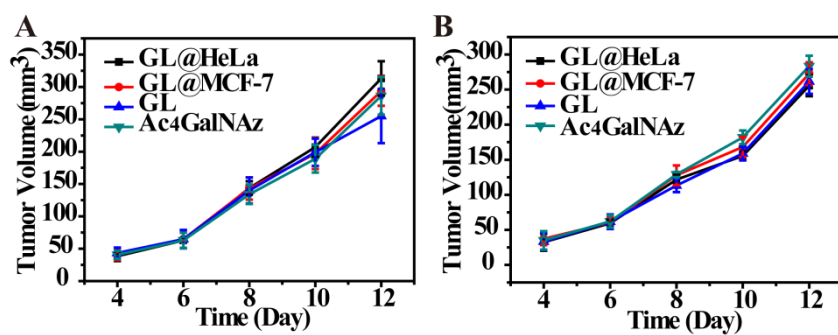 A
Tumor Volume(mm3)
350
300
250
200
150
100
50
0
GL@HeLa
GL@MCF-7
GL
Ac4GalNAz
4 6 8 10 12
Time (Day)
B
Tumor Volume(mm3)
300
250
200
150
100
50
0
GL@HeLa
GL@MCF-7
GL
Ac4GalNAz
4 6 8 10 12
Time (Day)